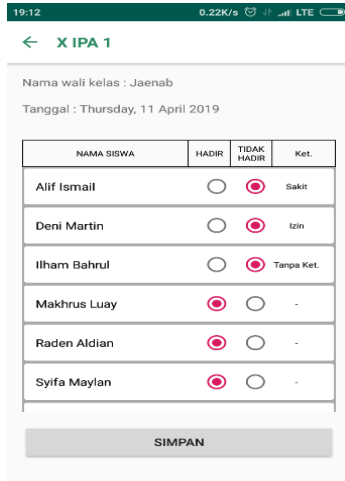 19:12 0.22K/s LTE
X IPA 1
Nama wali kelas : Jaenab
Tanggal : Thursday, 11 April 2019
NAMA SISWA HADIR TIDAK HADIR Ket.
Alif Ismail Sakit
Deni Martin Izin
Ilham Bahrul Tanpa Ket.
Makhrus Luay -
Raden Aldian -
Syifa Maylan -
SIMPAN